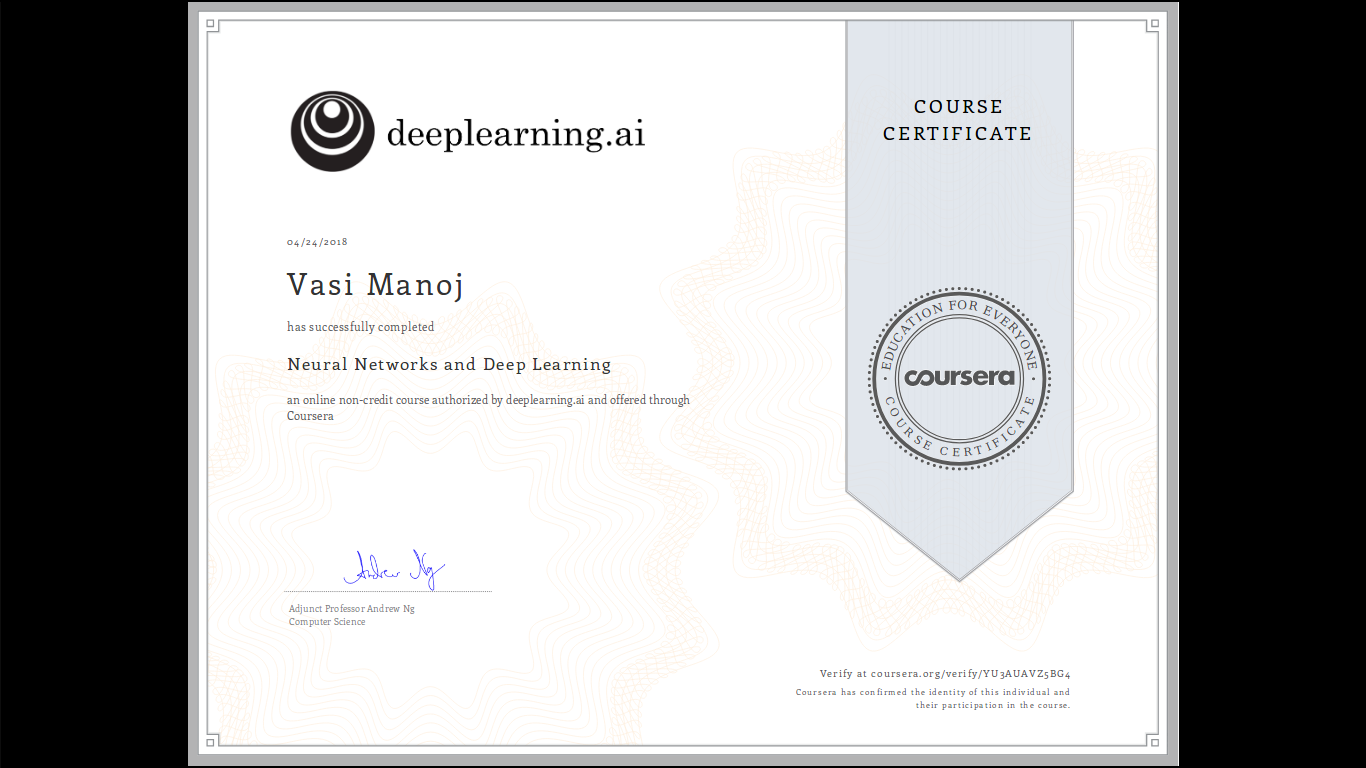 deeplearning.ai
COURSE
CERTIFICATE
04/24/2018
Vasi Manoj
has successfully completed
Neural Networks and Deep Learning
an online non-credit course authorized by deeplearning.ai and offered through
Coursera
EDUCATION FOR EVERYONE
coursera
COURSE CERTIFICATE
Andrew Ng
Adjunct Professor Andrew Ng
Computer Science
Verify at coursera.org/verify/YU3AUAVZ5BG4
Coursera has confirmed the identity of this individual and
their participation in the course.